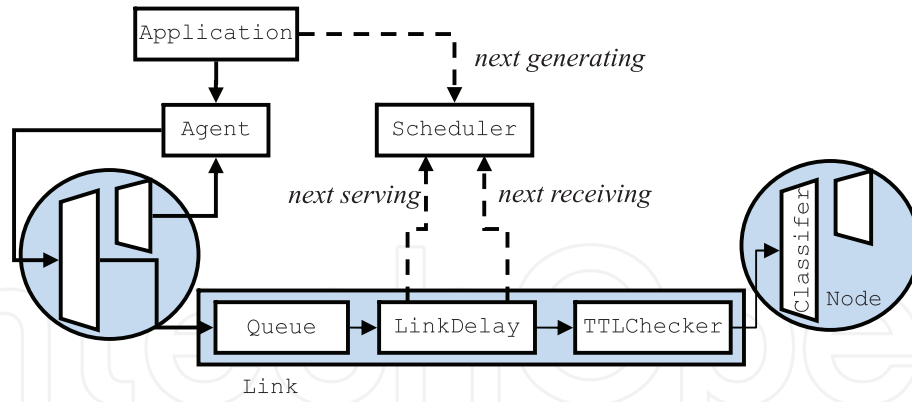 Application
next generating
Agent
Scheduler
next serving
next receiving
Classifer
Node
Queue
LinkDelay
TTLChecker
Link